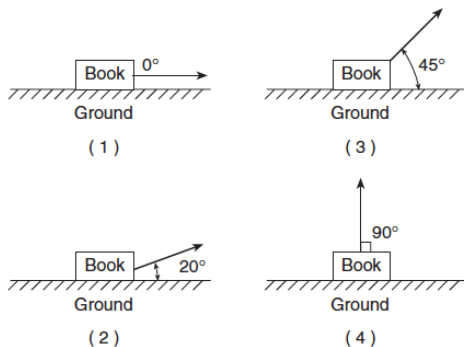 Book 0°
Ground
( 1 )
Book 45°
Ground
( 3 )
Book 20°
Ground
( 2 )
90°
Book
Ground
( 4 )